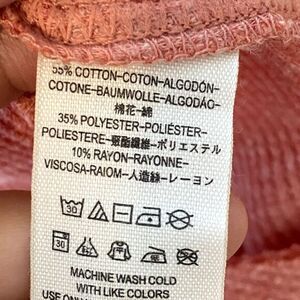 55% COTTON-COTON-ALGODÓN-
COTONE-BAUMWOLLE-ALGODÃO-
棉花-綿
35% POLYESTER-POLIÉSTER-
POLIESTERE-聚酯纖維-ポリエステル
10% RAYON-RAYONNE-
VISCOSA-RAIOM-人造絲-レーヨン
30
30
MACHINE WASH COLD
WITH LIKE COLORS